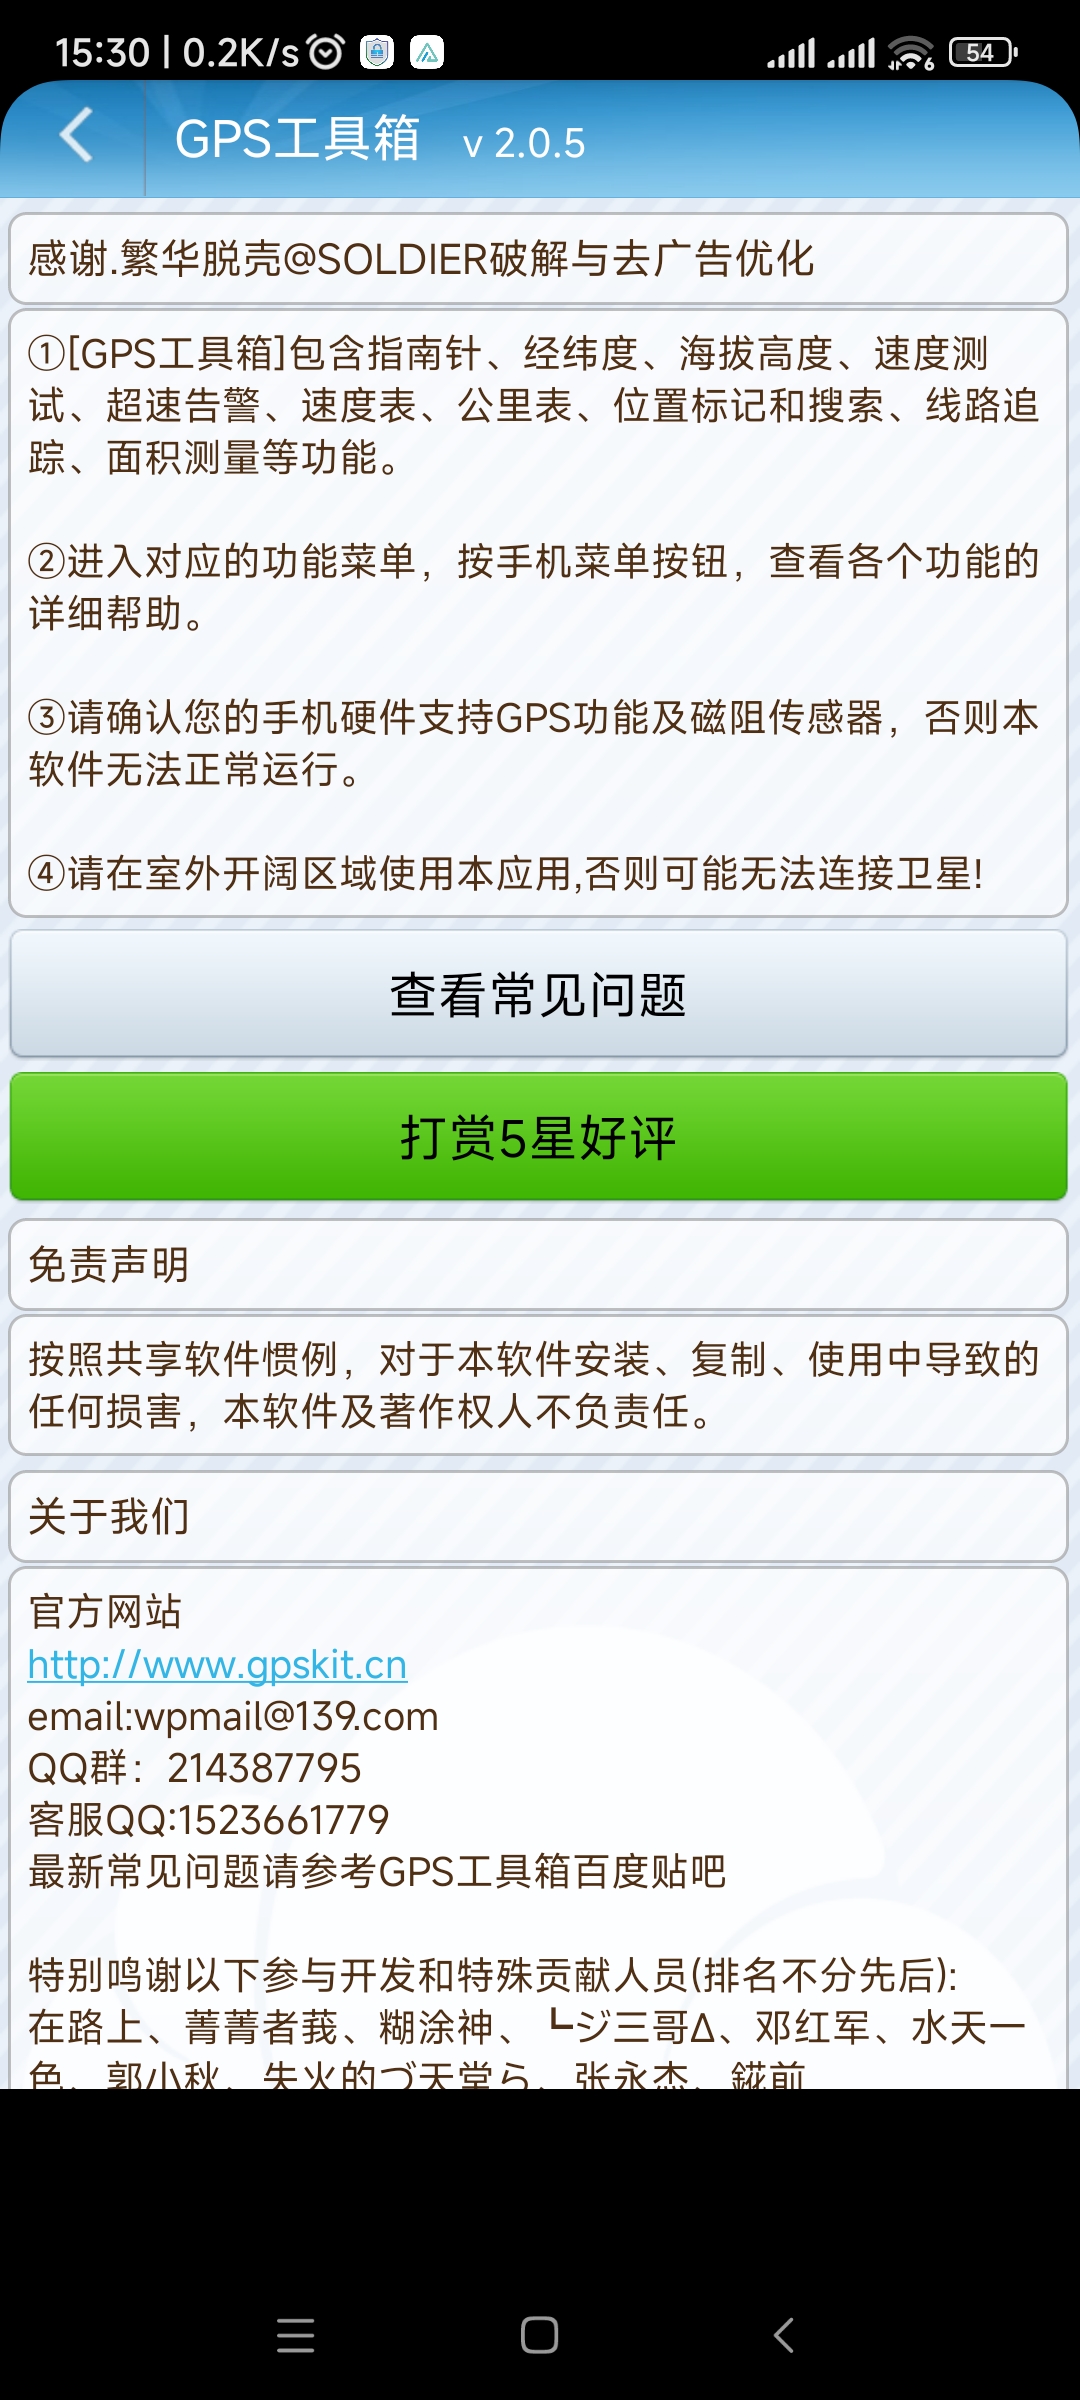 15:30 | 0.2K/s
6
54
GPS工具箱 v 2.0.5
感谢.繁华脱壳@SOLDIER破解与去广告优化
①[GPS工具箱]包含指南针、经纬度、海拔高度、速度测
试、超速告警、速度表、公里表、位置标记和搜索、线路追
踪、面积测量等功能。
②进入对应的功能菜单，按手机菜单按钮，查看各个功能的
详细帮助。
③请确认您的手机硬件支持GPS功能及磁阻传感器，否则本
软件无法正常运行。
④请在室外开阔区域使用本应用,否则可能无法连接卫星!
查看常见问题
打赏5星好评
免责声明
按照共享软件惯例，对于本软件安装、复制、使用中导致的
任何损害，本软件及著作权人不负责任。
关于我们
官方网站
http://www.gpskit.cn
email:wpmail@139.com
QQ群：214387795
客服QQ:1523661779
最新常见问题请参考GPS工具箱百度贴吧
特别鸣谢以下参与开发和特殊贡献人员(排名不分先后):
在路上、菁菁者莪、糊涂神、┗ジ三哥Δ、邓红军、水天一
色、郭小秋、失火的づ天堂ら、张永杰、